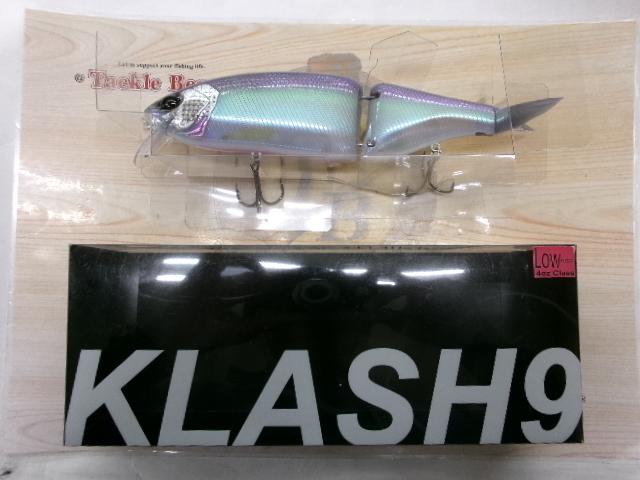 Let's support your fishing life.
Tackle Be
LOW
4oz Class
KLASH9